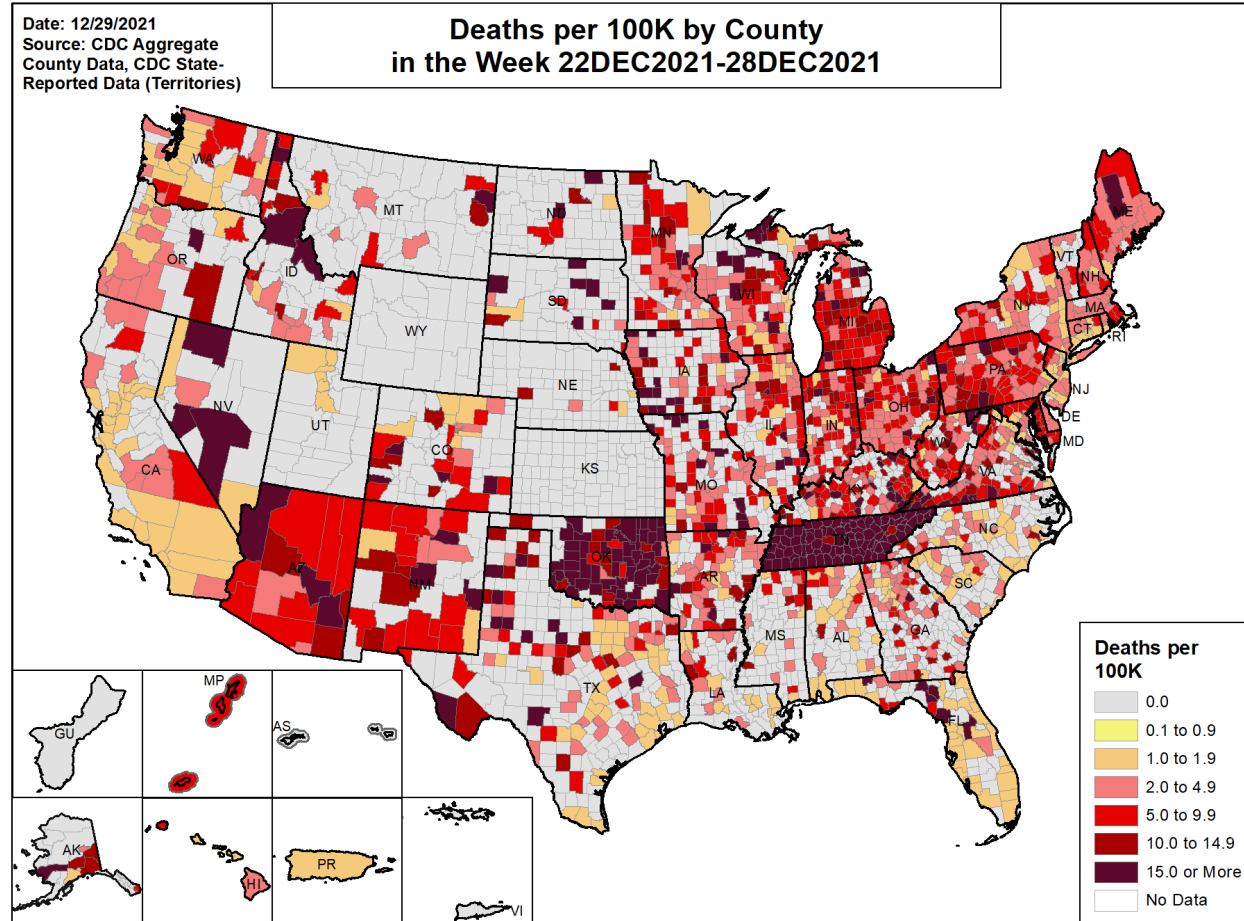 Date: 12/29/2021
Source: CDC Aggregate
County Data, CDC State-
Reported Data (Territories)
Deaths per 100K by County
in the Week 22DEC2021-28DEC2021
WA
MT
ND
MN
ME
OR
ID
SD
WI
MI
VT
NH
NY
MA
CT
RI
WY
IA
NE
PA
NJ
NV
UT
CO
IL
IN
OH
DE
MD
WV
VA
CA
KS
MO
KY
NC
TN
AZ
NM
OK
AR
SC
MS
AL
GA
TX
LA
FL
GU
MP
AS
AK
HI
PR
VI
Deaths per
100K
0.0
0.1 to 0.9
1.0 to 1.9
2.0 to 4.9
5.0 to 9.9
10.0 to 14.9
15.0 or More
No Data